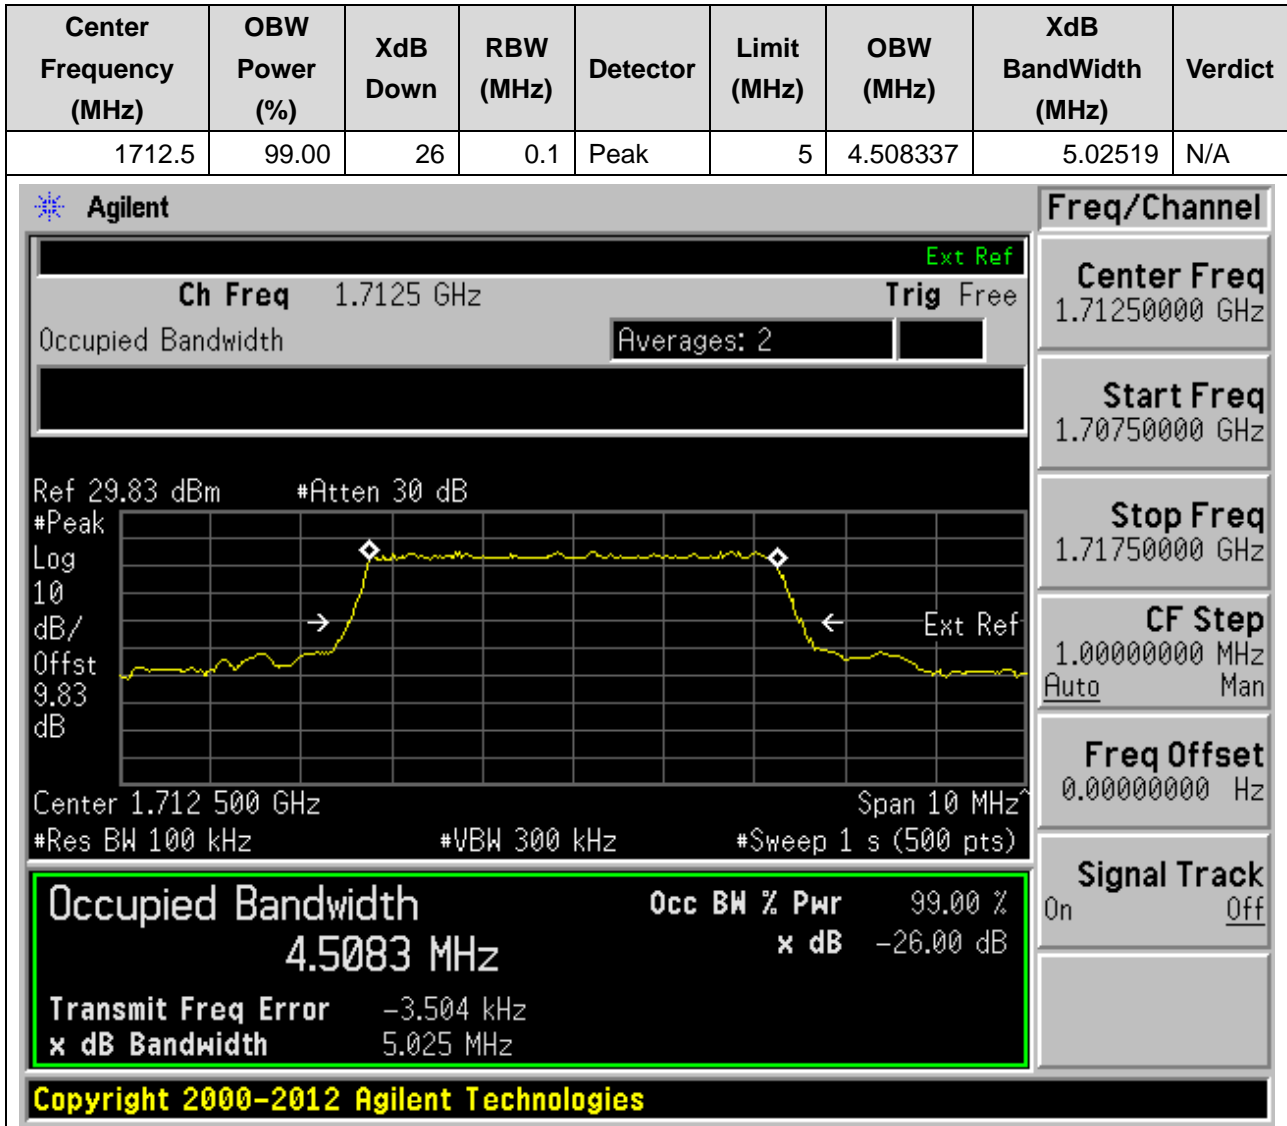 Center Frequency (MHz) OBW Power (%) XdB Down RBW (MHz) Detector Limit (MHz) OBW (MHz) XdB BandWidth (MHz) Verdict
1712.5 99.00 26 0.1 Peak 5 4.508337 5.02519 N/A
Agilent
Freq/Channel
Ext Ref
Ch Freq 1.7125 GHz Trig Free
Occupied Bandwidth Averages: 2
Ref 29.83 dBm #Atten 30 dB
#Peak
Log
10
dB/
Offst
9.83
dB
Ext Ref
Center 1.712 500 GHz Span 10 MHz^
#Res BW 100 kHz #VBW 300 kHz #Sweep 1 s (500 pts)
Occupied Bandwidth Occ BW % Pwr 99.00 %
4.5083 MHz x dB -26.00 dB
Transmit Freq Error -3.504 kHz
x dB Bandwidth 5.025 MHz
Center Freq
1.71250000 GHz
Start Freq
1.70750000 GHz
Stop Freq
1.71750000 GHz
CF Step
1.00000000 MHz
Auto Man
Freq Offset
0.00000000 Hz
Signal Track
On Off
Copyright 2000-2012 Agilent Technologies